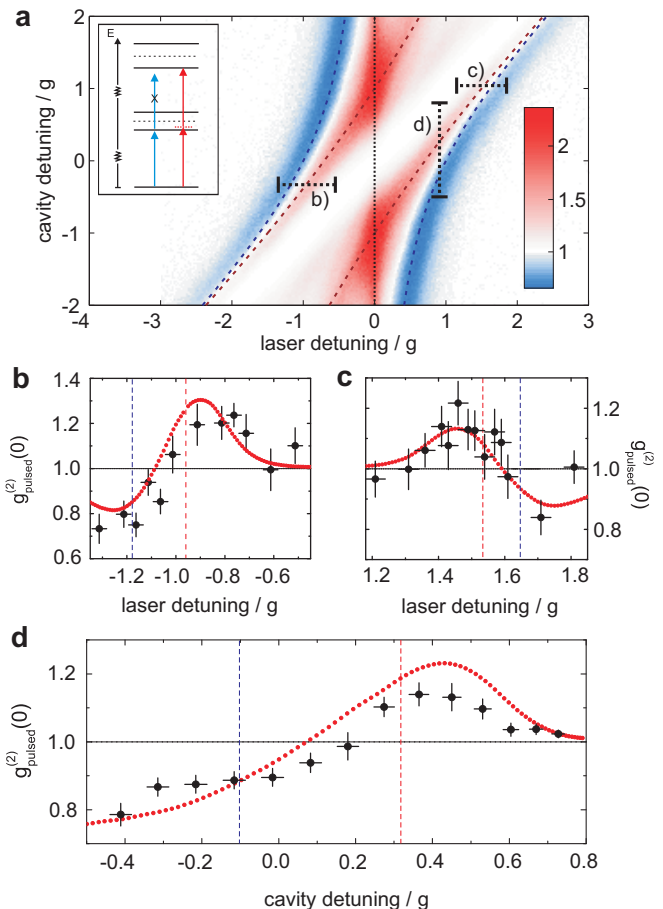 a
E
X
cavity detuning / g
2
1
0
-1
-2
b)
c)
d)
2
1.5
1
-4
-3
-2
-1
0
1
2
3
laser detuning / g
b
g(2)pulsed(0)
1.4
1.2
1.0
0.8
0.6
-1.2
-1.0
-0.8
-0.6
laser detuning / g
c
g(2)pulsed(0)
1.2
1.0
0.8
1.2
1.4
1.6
1.8
laser detuning / g
d
g(2)pulsed(0)
1.2
1.0
0.8
-0.4
-0.2
0.0
0.2
0.4
0.6
0.8
cavity detuning / g